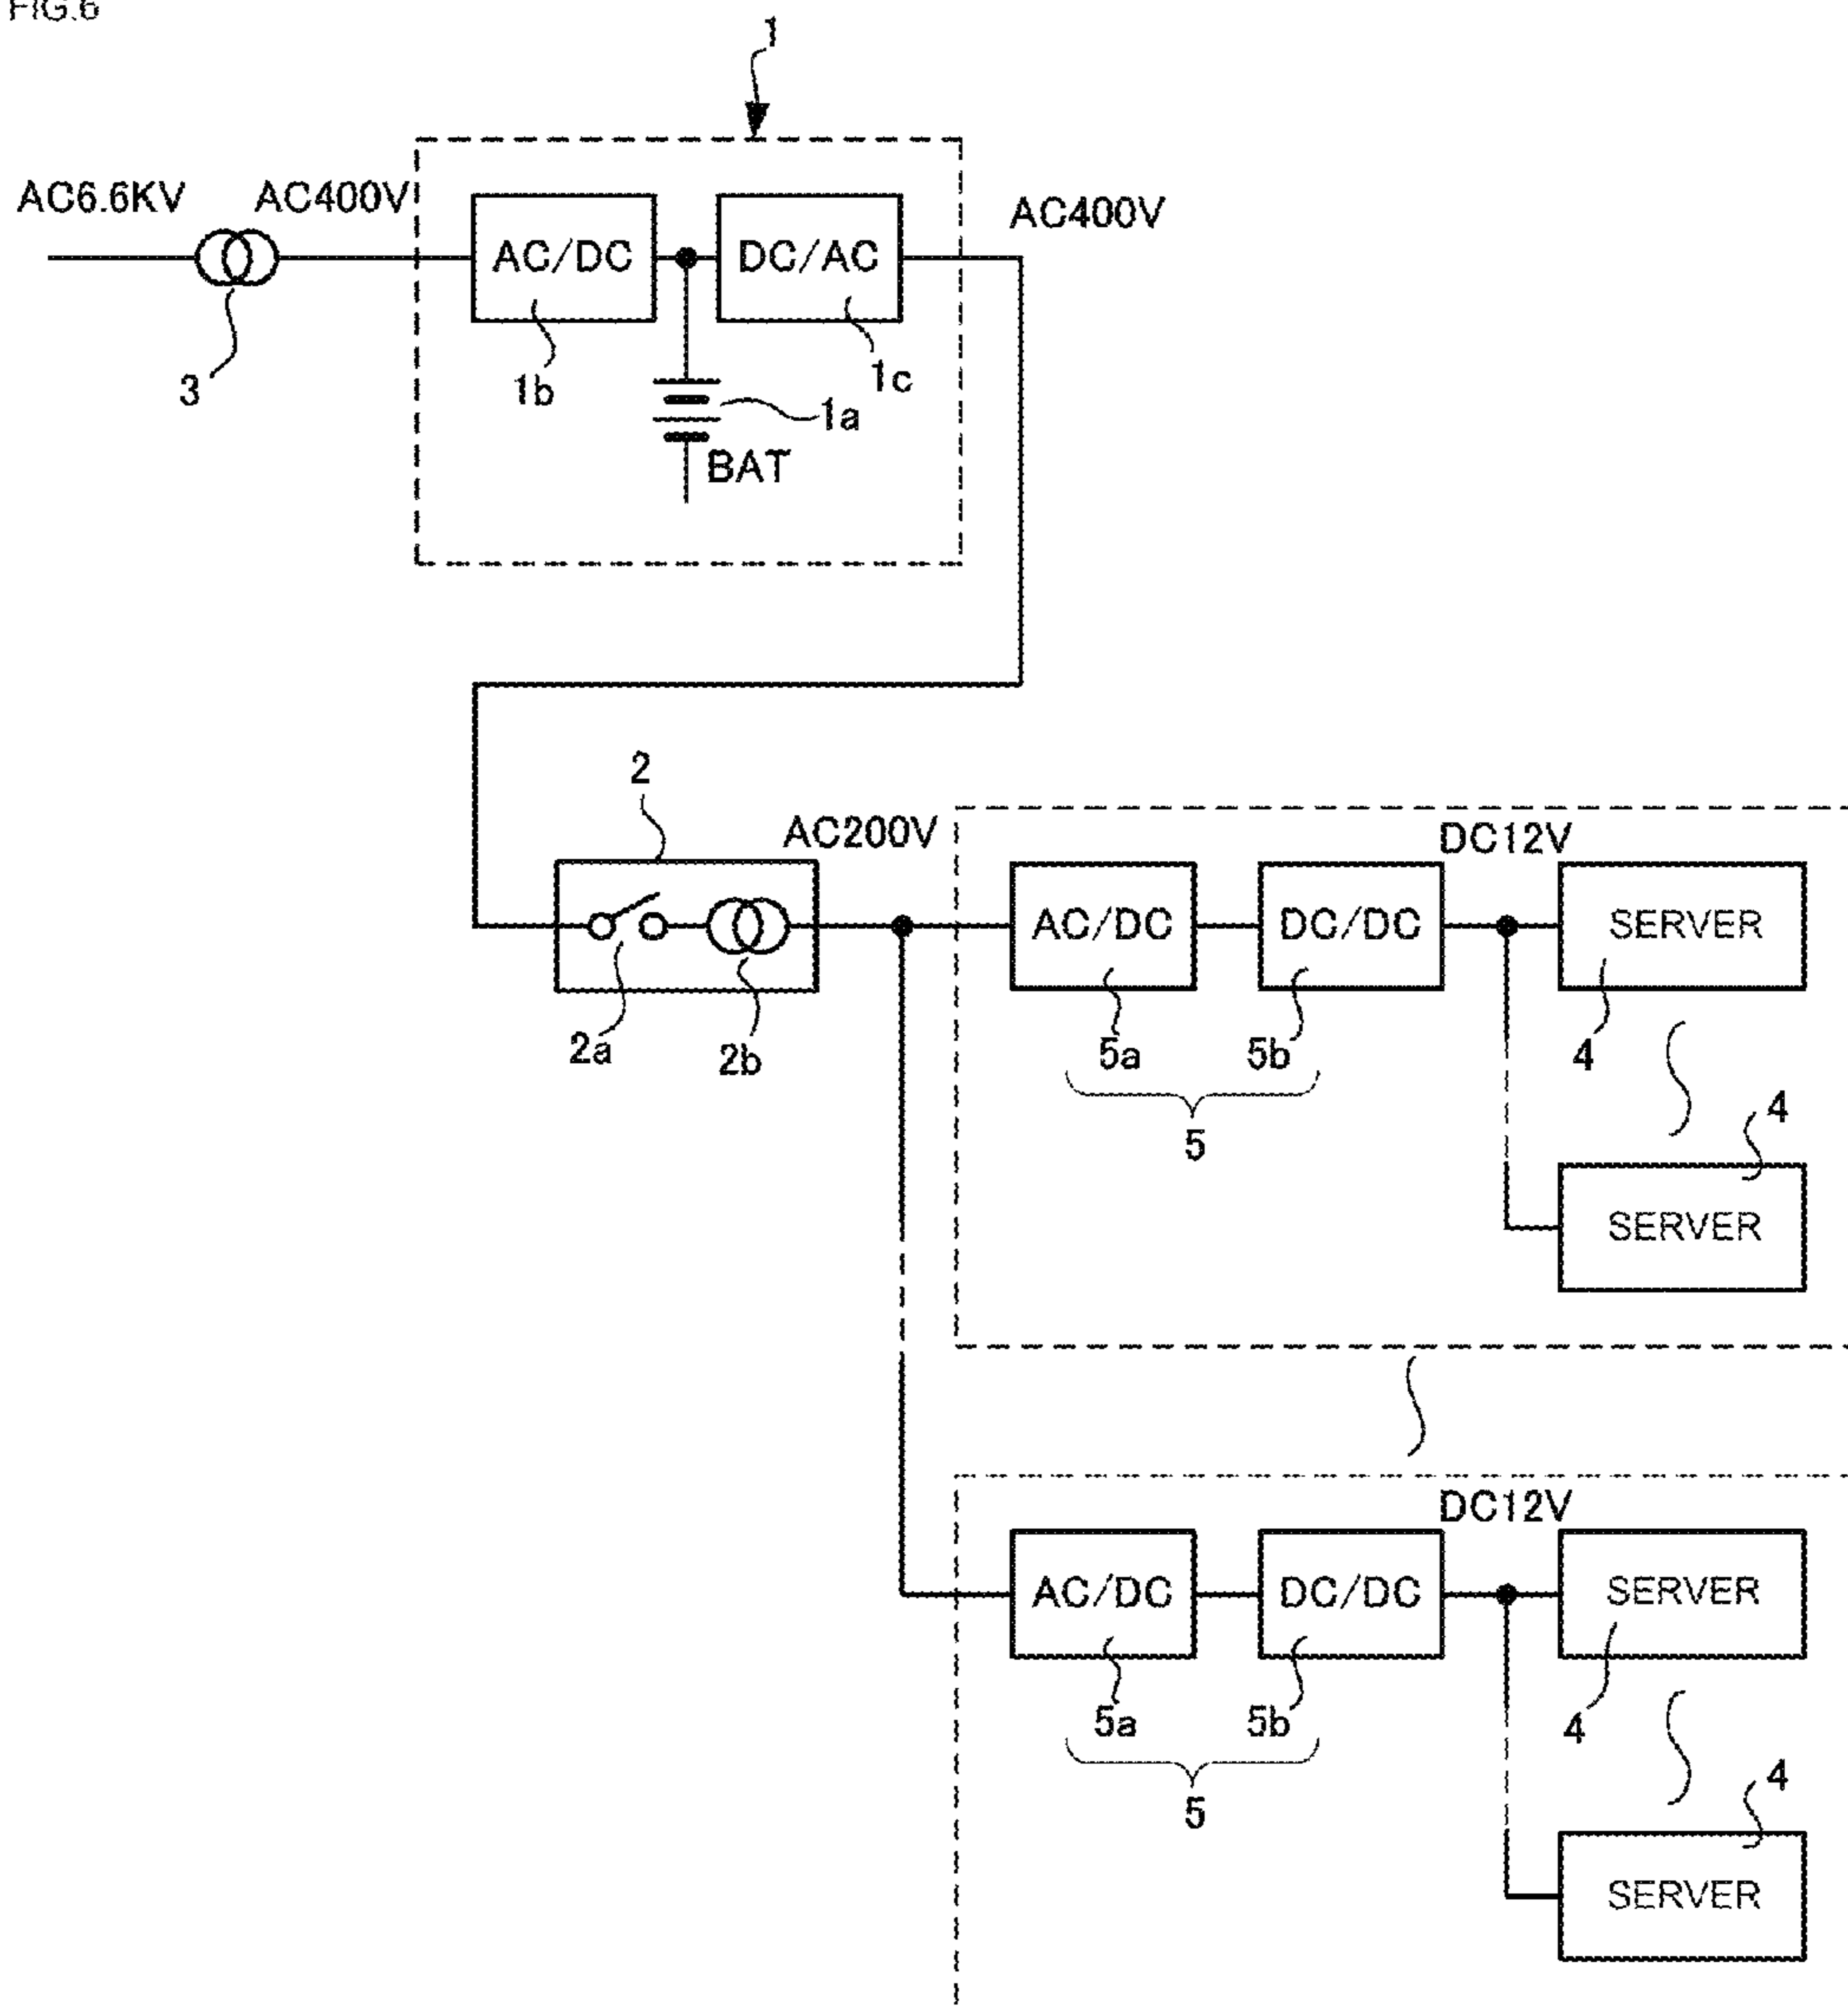 FIG.6
1
AC6.6KV
AC400V
AC/DC
DC/AC
AC400V
3
1b
1c
1a
BAT
2
AC200V
DC12V
AC/DC
DC/DC
SERVER
2a
2b
5a
5b
4
5
4
SERVER
DC12V
AC/DC
DC/DC
SERVER
5a
5b
4
5
4
SERVER